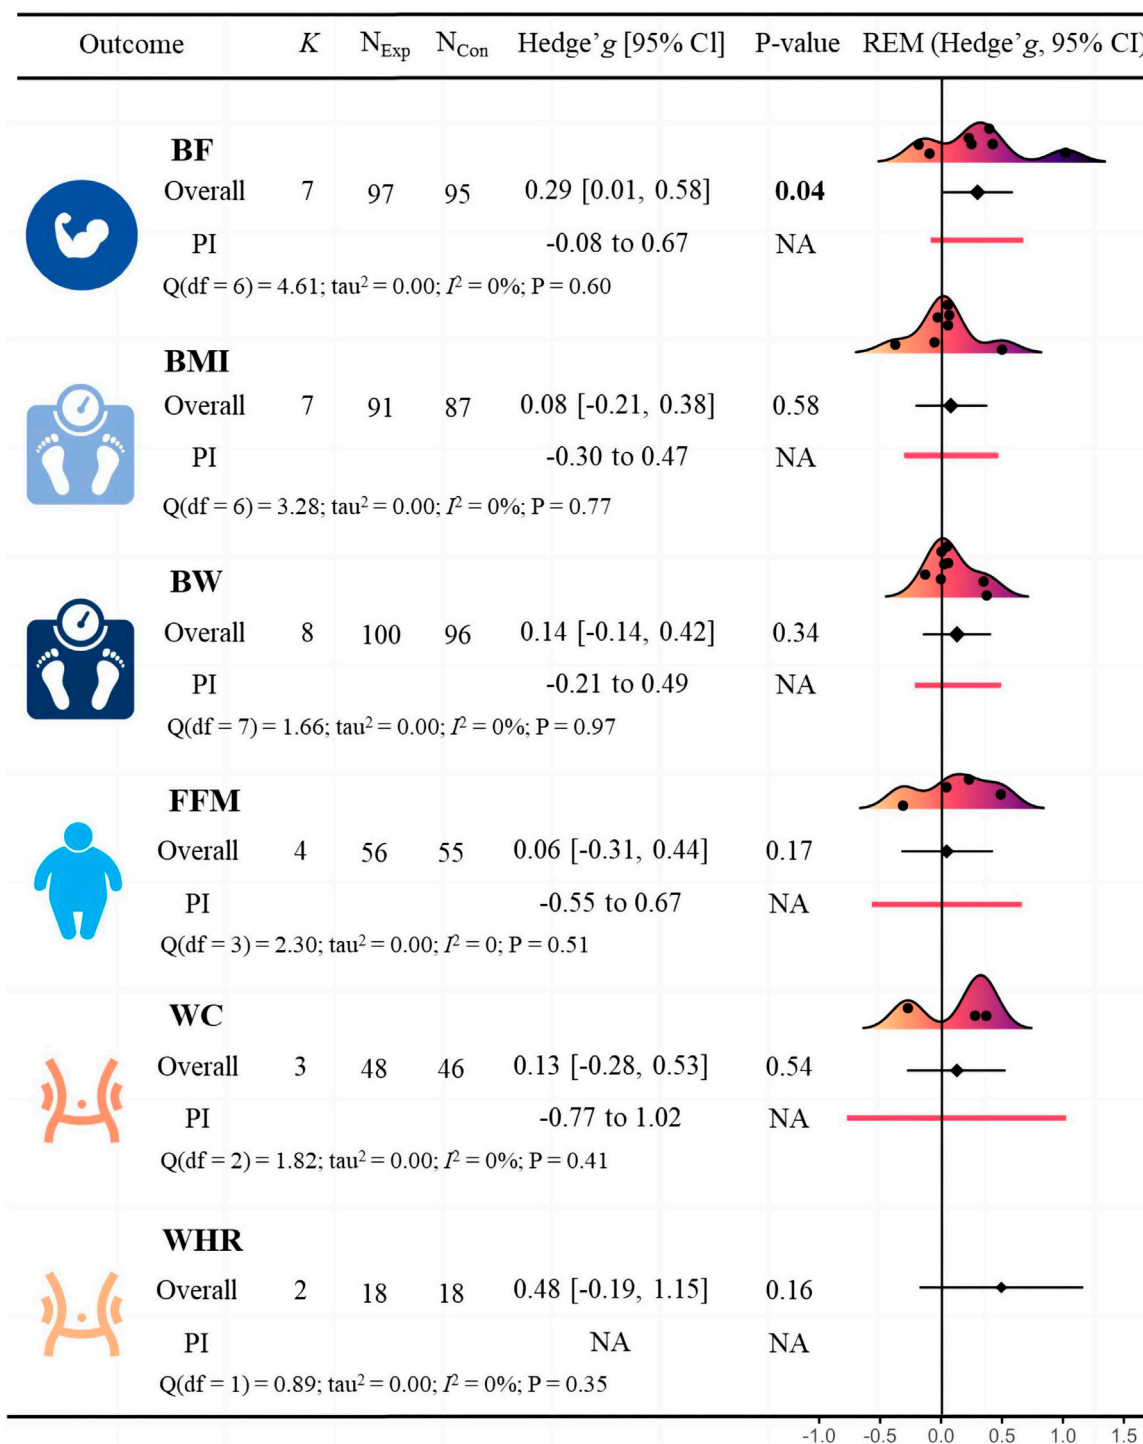 Outcome K N_Exp N_Con Hedge’g [95% Cl] P-value REM (Hedge’g, 95% CI)
BF
Overall 7 97 95 0.29 [0.01, 0.58] 0.04
PI -0.08 to 0.67 NA
Q(df = 6) = 4.61; tau² = 0.00; I² = 0%; P = 0.60
BMI
Overall 7 91 87 0.08 [-0.21, 0.38] 0.58
PI -0.30 to 0.47 NA
Q(df = 6) = 3.28; tau² = 0.00; I² = 0%; P = 0.77
BW
Overall 8 100 96 0.14 [-0.14, 0.42] 0.34
PI -0.21 to 0.49 NA
Q(df = 7) = 1.66; tau² = 0.00; I² = 0%; P = 0.97
FFM
Overall 4 56 55 0.06 [-0.31, 0.44] 0.17
PI -0.55 to 0.67 NA
Q(df = 3) = 2.30; tau² = 0.00; I² = 0; P = 0.51
WC
Overall 3 48 46 0.13 [-0.28, 0.53] 0.54
PI -0.77 to 1.02 NA
Q(df = 2) = 1.82; tau² = 0.00; I² = 0%; P = 0.41
WHR
Overall 2 18 18 0.48 [-0.19, 1.15] 0.16
PI NA NA
Q(df = 1) = 0.89; tau² = 0.00; I² = 0%; P = 0.35
-1.0 -0.5 0.0 0.5 1.0 1.5